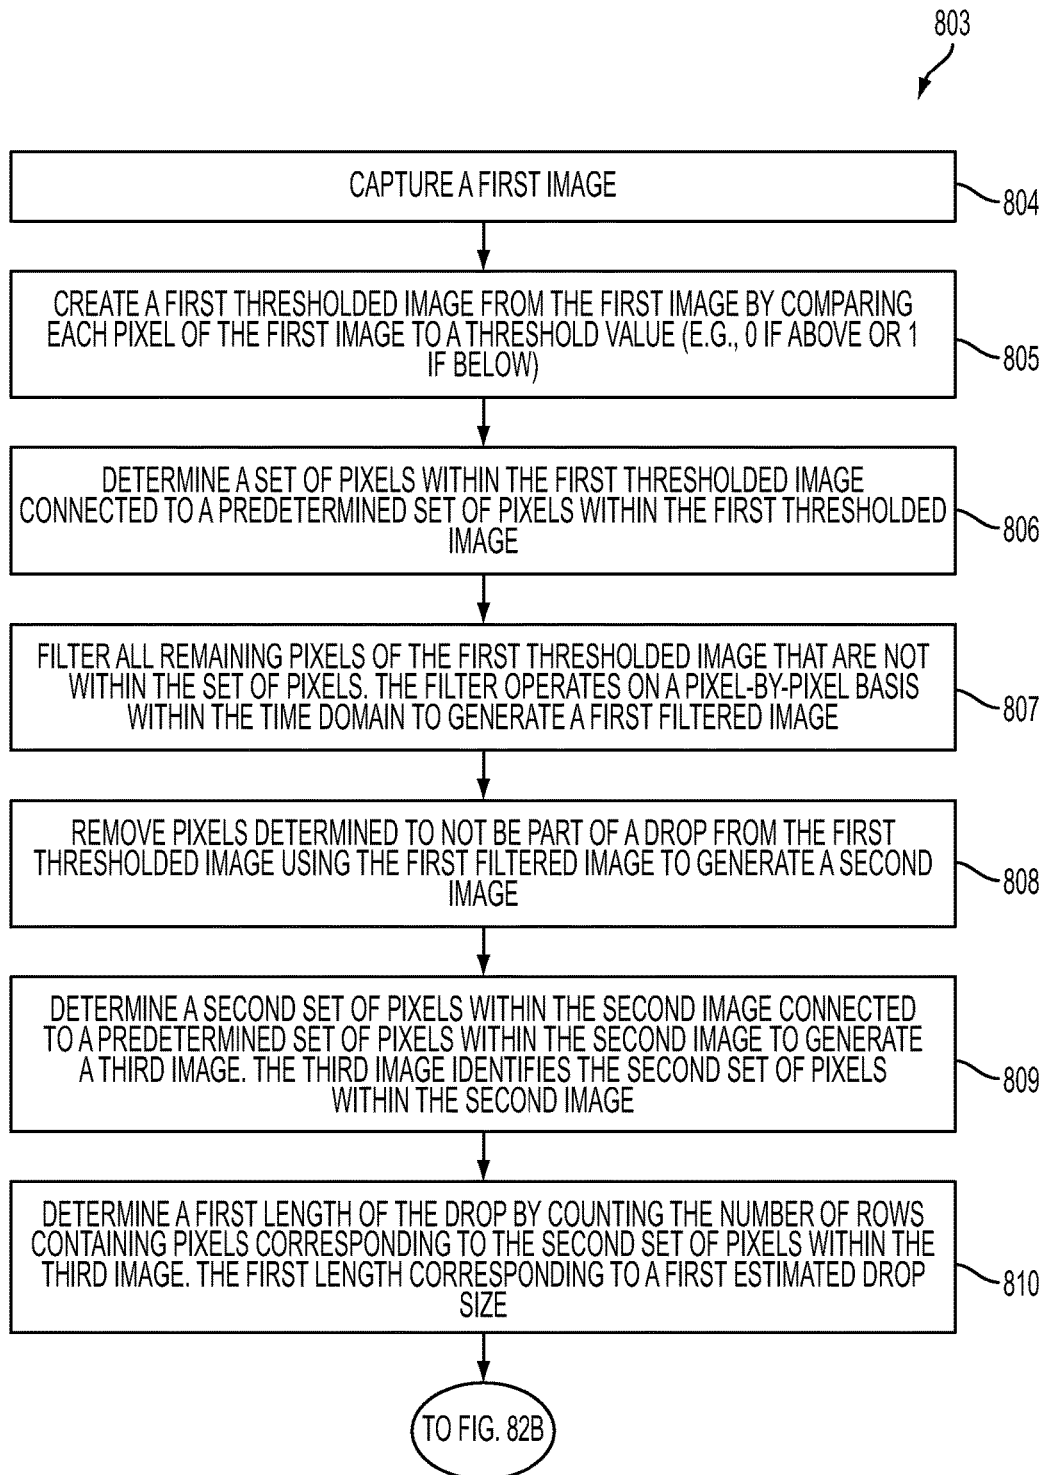 803
CAPTURE A FIRST IMAGE
804
CREATE A FIRST THRESHOLDED IMAGE FROM THE FIRST IMAGE BY COMPARING
EACH PIXEL OF THE FIRST IMAGE TO A THRESHOLD VALUE (E.G., 0 IF ABOVE OR 1
IF BELOW)
805
DETERMINE A SET OF PIXELS WITHIN THE FIRST THRESHOLDED IMAGE
CONNECTED TO A PREDETERMINED SET OF PIXELS WITHIN THE FIRST THRESHOLDED
IMAGE
806
FILTER ALL REMAINING PIXELS OF THE FIRST THRESHOLDED IMAGE THAT ARE NOT
WITHIN THE SET OF PIXELS. THE FILTER OPERATES ON A PIXEL-BY-PIXEL BASIS
WITHIN THE TIME DOMAIN TO GENERATE A FIRST FILTERED IMAGE
807
REMOVE PIXELS DETERMINED TO NOT BE PART OF A DROP FROM THE FIRST
THRESHOLDED IMAGE USING THE FIRST FILTERED IMAGE TO GENERATE A SECOND
IMAGE
808
DETERMINE A SECOND SET OF PIXELS WITHIN THE SECOND IMAGE CONNECTED
TO A PREDETERMINED SET OF PIXELS WITHIN THE SECOND IMAGE TO GENERATE
A THIRD IMAGE. THE THIRD IMAGE IDENTIFIES THE SECOND SET OF PIXELS
WITHIN THE SECOND IMAGE
809
DETERMINE A FIRST LENGTH OF THE DROP BY COUNTING THE NUMBER OF ROWS
CONTAINING PIXELS CORRESPONDING TO THE SECOND SET OF PIXELS WITHIN THE
THIRD IMAGE. THE FIRST LENGTH CORRESPONDING TO A FIRST ESTIMATED DROP
SIZE
810
TO FIG. 82B